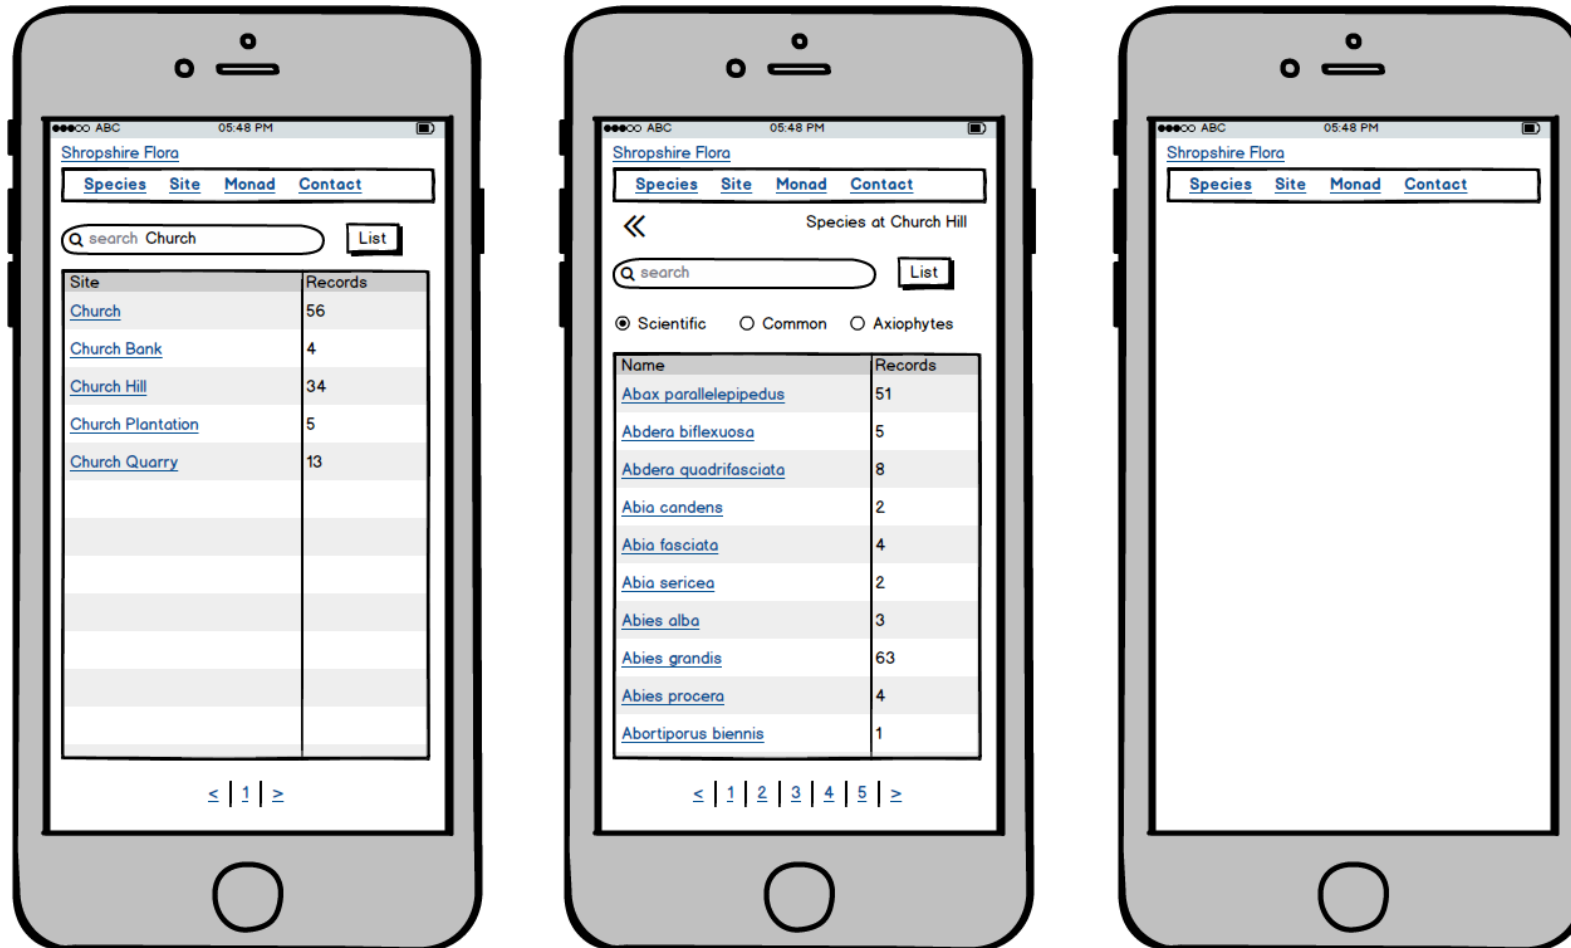 ABC 05:48 PM
Shropshire Flora
Species Site Monad Contact
search Church List
Site Records
Church 56
Church Bank 4
Church Hill 34
Church Plantation 5
Church Quarry 13
< 1 >
ABC 05:48 PM
Shropshire Flora
Species Site Monad Contact
Species at Church Hill
search List
Scientific Common Axiophytes
Name Records
Abax parallelepipedus 51
Abdera biflexuosa 5
Abdera quadrifasciata 8
Abia candens 2
Abia fasciata 4
Abia sericea 2
Abies alba 3
Abies grandis 63
Abies procera 4
Abortiporus biennis 1
< 1 2 3 4 5 >
ABC 05:48 PM
Shropshire Flora
Species Site Monad Contact